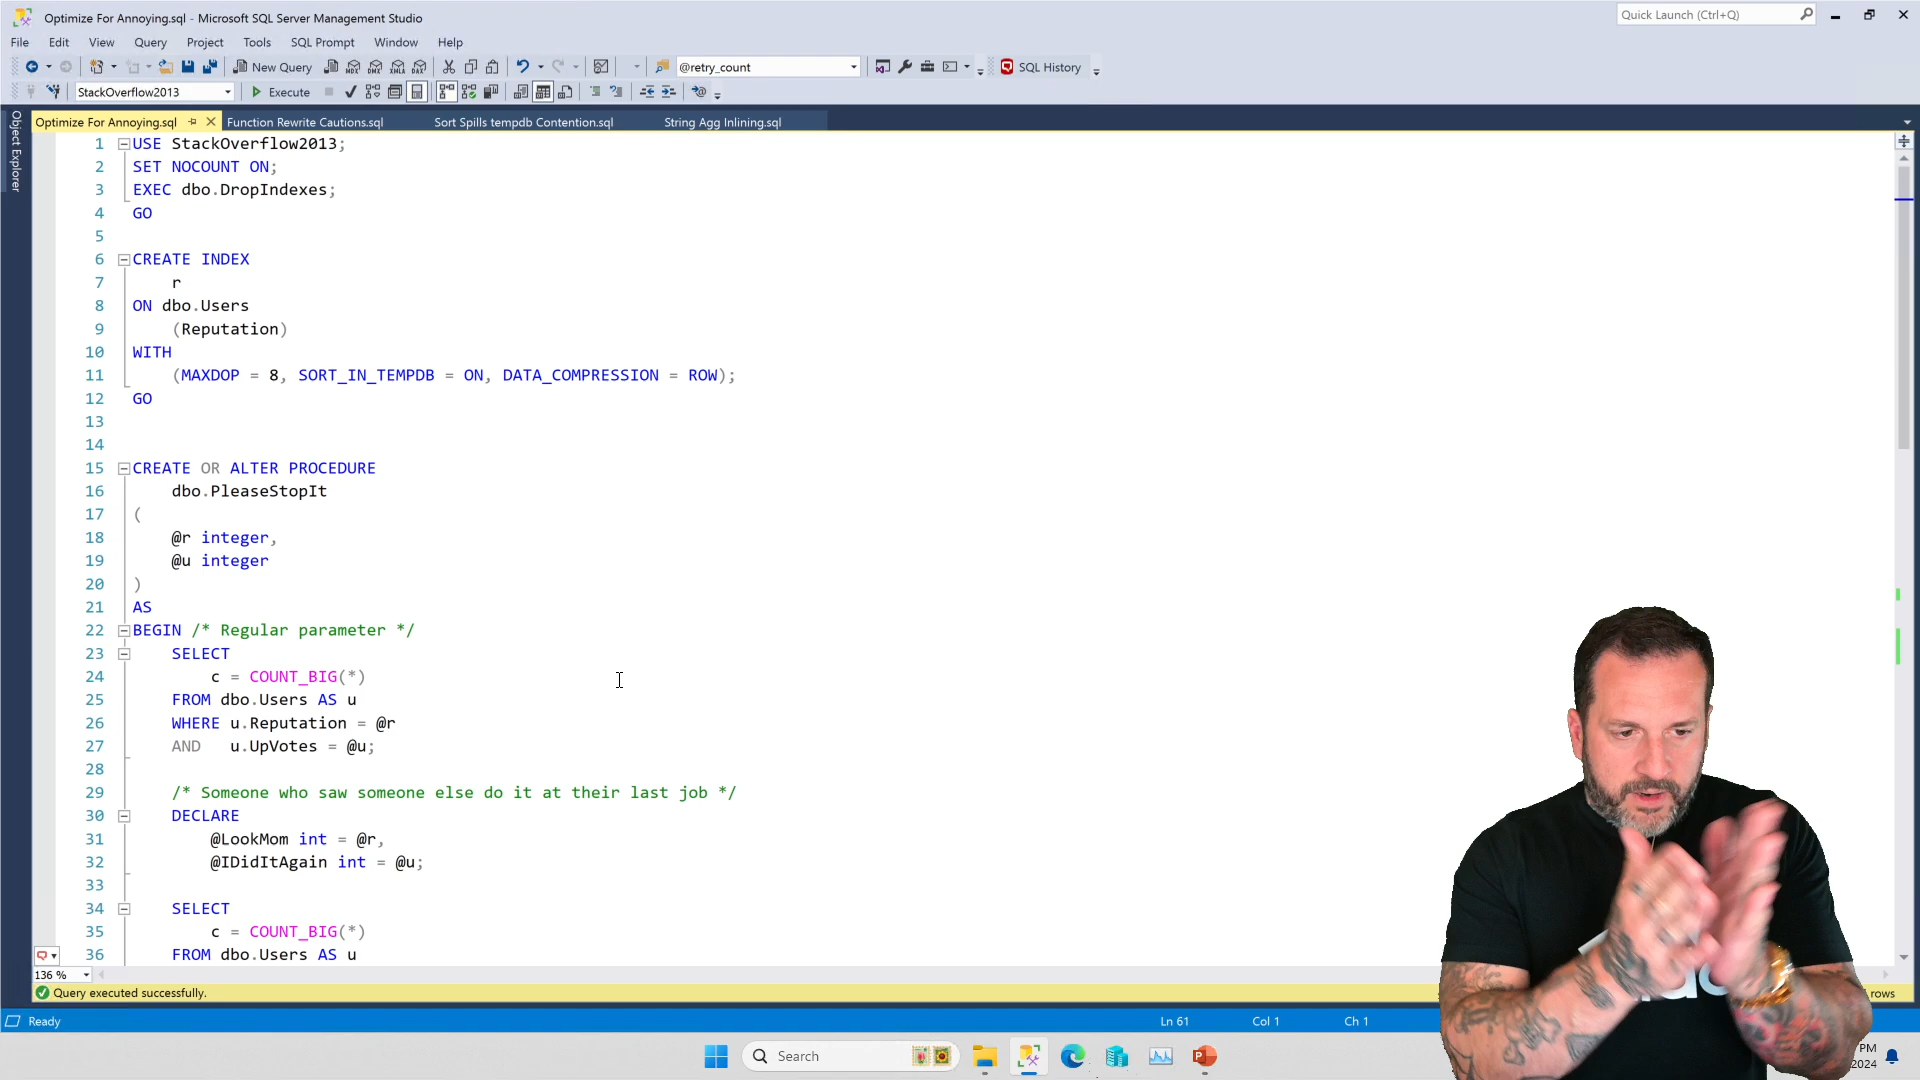 Optimize For Annoying.sql - Microsoft SQL Server Management Studio
Quick Launch (Ctrl+Q)
File Edit View Query Project Tools SQL Prompt Window Help
New Query
@retry_count
SQL History
StackOverflow2013
Execute
Optimize For Annoying.sql
Function Rewrite Cautions.sql
Sort Spills tempdb Contention.sql
String Agg Inlining.sql
Object Explorer
1 USE StackOverflow2013;
2 SET NOCOUNT ON;
3 EXEC dbo.DropIndexes;
4 GO
5
6 CREATE INDEX
7 r
8 ON dbo.Users
9 (Reputation)
10 WITH
11 (MAXDOP = 8, SORT_IN_TEMPDB = ON, DATA_COMPRESSION = ROW);
12 GO
13
14
15 CREATE OR ALTER PROCEDURE
16 dbo.PleaseStopIt
17 (
18 @r integer,
19 @u integer
20 )
21 AS
22 BEGIN /* Regular parameter */
23 SELECT
24 c = COUNT_BIG(*)
25 FROM dbo.Users AS u
26 WHERE u.Reputation = @r
27 AND u.UpVotes = @u;
28
29 /* Someone who saw someone else do it at their last job */
30 DECLARE
31 @LookMom int = @r,
32 @IDidItAgain int = @u;
33
34 SELECT
35 c = COUNT_BIG(*)
36 FROM dbo.Users AS u
136 %
Query executed successfully.
rows
Ready
Ln 61
Col 1
Ch 1
Search
PM
2024